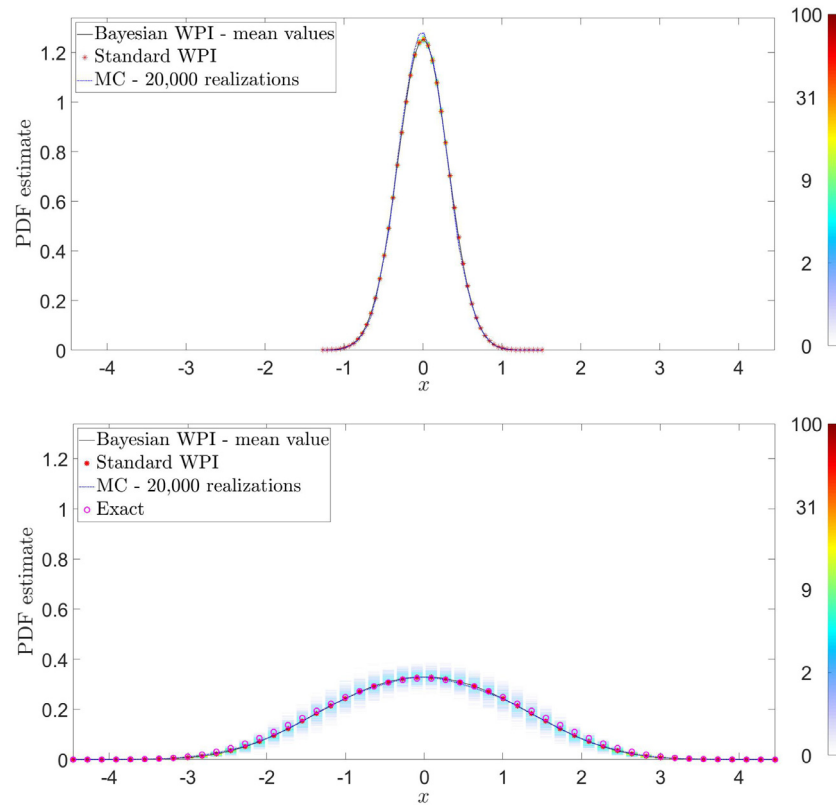 Bayesian WPI - mean values
Standard WPI
MC - 20,000 realizations
PDF estimate
1.2
1
0.8
0.6
0.4
0.2
0
-4 -3 -2 -1 0 1 2 3 4
x
100
31
9
2
0
Bayesian WPI - mean value
Standard WPI
MC - 20,000 realizations
Exact
PDF estimate
1.2
1
0.8
0.6
0.4
0.2
0
-4 -3 -2 -1 0 1 2 3 4
x
100
31
9
2
0